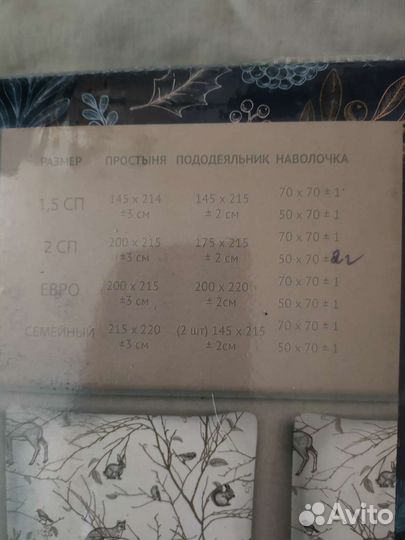 РАЗМЕР ПРОСТЫНЯ ПОДОДЕЯЛЬНИК НАВОЛОЧКА
1,5 СП 145 х 214 ±3 см 145 х 215 ± 2 см 70 х 70 ± 1 50 х 70 ± 1
2 СП 200 х 215 ±3 см 175 х 215 ± 2см 70 х 70 ± 1 50 х 70 ± 2г
ЕВРО 200 х 215 ±3 см 200 х 220 ± 2см 70 х 70 ± 1 50 х 70 ± 1
СЕМЕЙНЫЙ 215 х 220 ±3 см (2 шт) 145 х 215 ± 2см 70 х 70 ± 1 50 х 70 ± 1
Avito